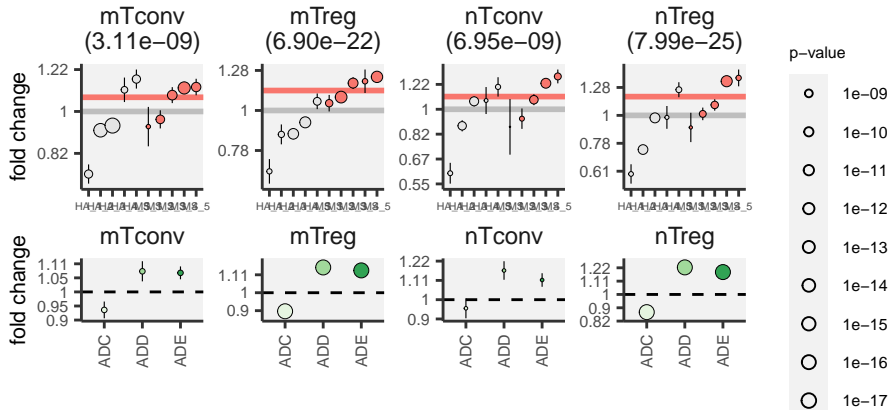 mTconv
(3.11e−09)
mTreg
(6.90e−22)
nTconv
(6.95e−09)
nTreg
(7.99e−25)
fold change
1.22
1
0.82
1.28
1
0.78
1.22
1
0.82
0.67
0.55
1.28
1
0.78
0.61
mTconv
mTreg
nTconv
nTreg
fold change
1.11
1.05
1
0.95
0.9
1.11
1
0.9
1.22
1.11
1
0.9
1.22
1.11
1
0.9
0.82
ADC
ADD
ADE
ADC
ADD
ADE
ADC
ADD
ADE
ADC
ADD
ADE
p−value
1e−09
1e−10
1e−11
1e−12
1e−13
1e−14
1e−15
1e−16
1e−17